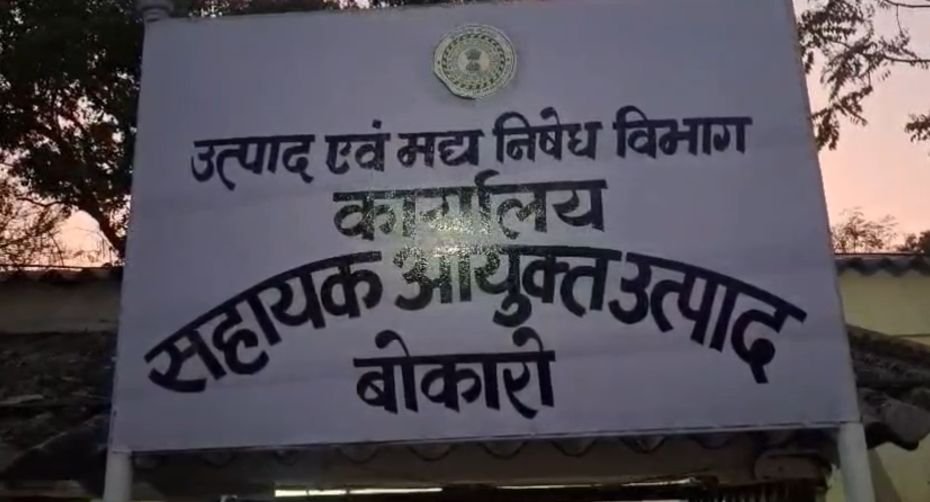 उत्पाद एवं मद्य निषेध विभाग
कार्यालय
सहायक आयुक्त उत्पाद
बोकारो